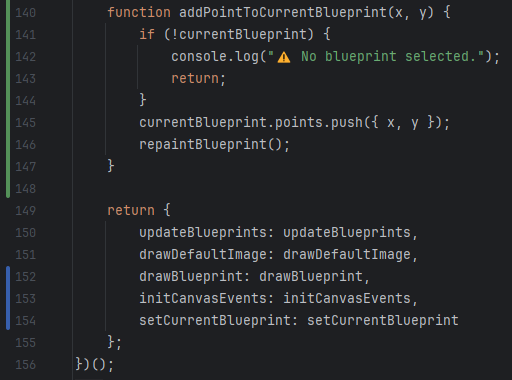 140 function addPointToCurrentBlueprint(x, y) {
141 if (!currentBlueprint) {
142 console.log("⚠️ No blueprint selected.");
143 return;
144 }
145 currentBlueprint.points.push({ x, y });
146 repaintBlueprint();
147 }
148
149 return {
150 updateBlueprints: updateBlueprints,
151 drawDefaultImage: drawDefaultImage,
152 drawBlueprint: drawBlueprint,
153 initCanvasEvents: initCanvasEvents,
154 setCurrentBlueprint: setCurrentBlueprint
155 };
156 })();